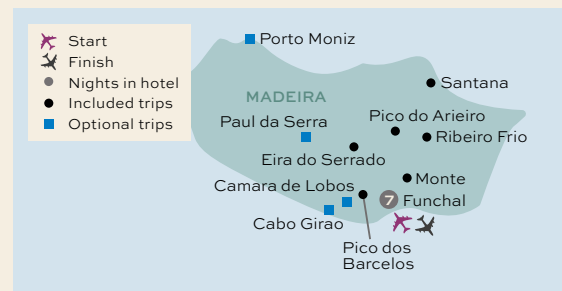 Start
Finish
Nights in hotel
Included trips
Optional trips
Porto Moniz
Santana
MADEIRA
Pico do Arieiro
Paul da Serra
Ribeiro Frio
Eira do Serrado
Monte
Camara de Lobos
7 Funchal
Cabo Girao
Pico dos
Barcelos